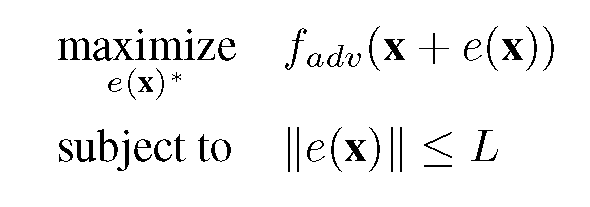 maximize f_{adv}(x + e(x))
e(x)*
subject to ‖e(x)‖ ≤ L